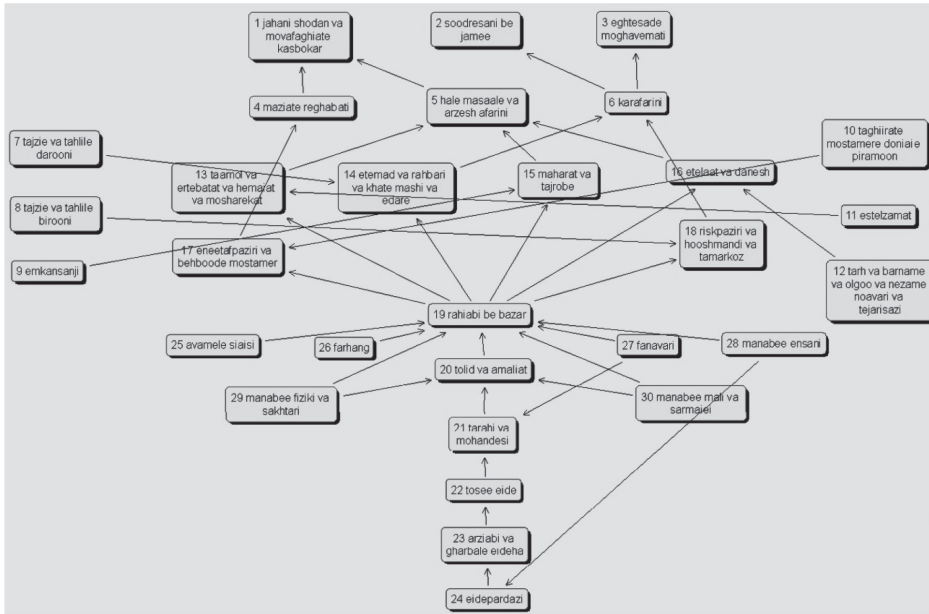 1 jahani shodan va
movafaghiate
kasbokar
2 soodresani be
jamee
3 eghtesade
moghavemati
4 maziate reghabati
5 hale masaale va
arzesh afarini
6 karafarini
7 tajzie va tahlile
darooni
8 tajzie va tahlile
birooni
9 emkansanji
10 taghiirate
mostamere doniaie
piramoon
11 estelzamat
12 tarh va barname
va olgoo va nezame
noavari va
tejarisazi
13 taamol va
ertebatat va hemarat
va mosharekat
14 etemad va rahbari
va khate mashi va
edare
15 maharat va
tajrobe
16 etelaat va danesh
17 eneetafpaziri va
behboode mostamer
18 riskpaziri va
hooshmandi va
tamarkoz
19 rahiabi be bazar
20 tolid va amaliat
21 tarahi va
mohandesi
22 tosee eide
23 arziabi va
gharbale eideha
24 eidepardazi
25 avamele siaisi
26 farhang
27 fanavari
28 manabee ensani
29 manabee fiziki va
sakhtari
30 manabee mali va
sarmaiei